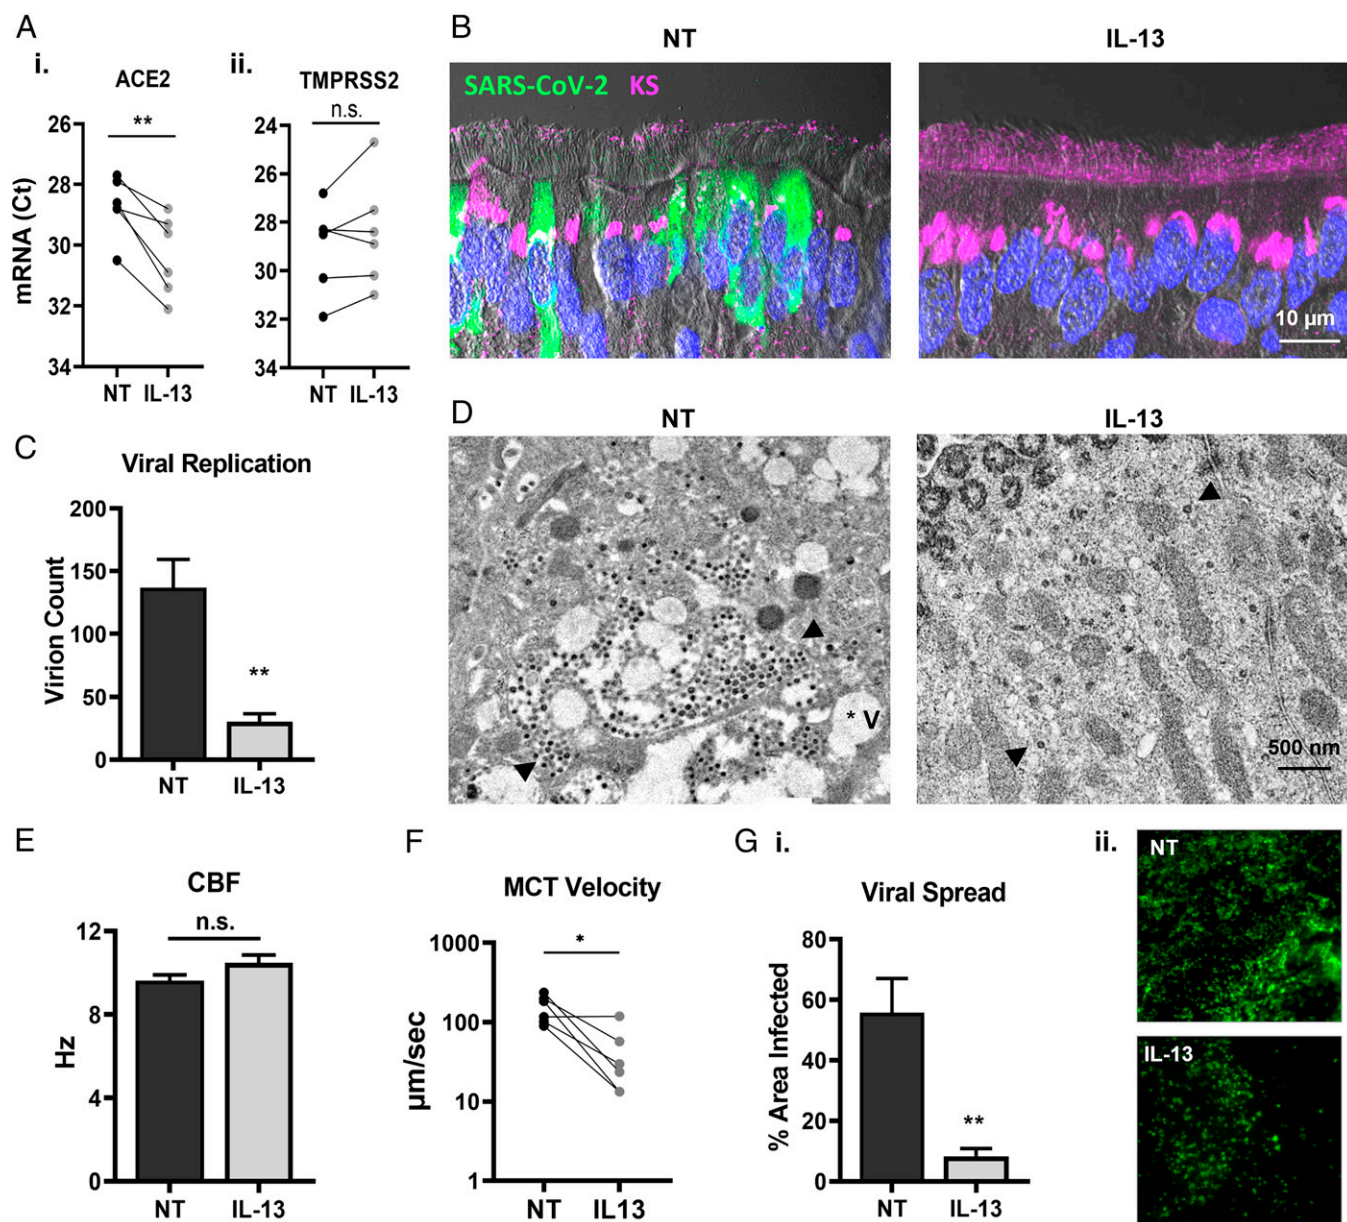 A
i.
ACE2
**
mRNA (Ct)
26
28
30
32
34
NT IL-13
ii.
TMPRSS2
n.s.
24
26
28
30
32
34
NT IL-13
B
NT
SARS-CoV-2 KS
IL-13
10 µm
C
Viral Replication
Virion Count
200
150
100
50
0
**
NT IL-13
D
NT
* V
IL-13
500 nm
E
CBF
n.s.
Hz
12
8
4
0
NT IL-13
F
MCT Velocity
*
µm/sec
1000
100
10
1
NT IL13
G i.
Viral Spread
% Area Infected
80
60
40
20
0
**
NT IL-13
ii.
NT
IL-13